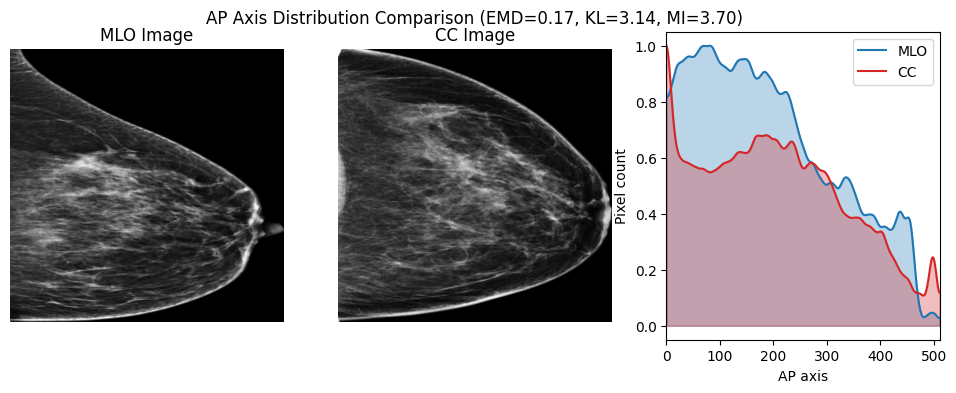 AP Axis Distribution Comparison (EMD=0.17, KL=3.14, MI=3.70)
MLO Image
CC Image
MLO
CC
1.0
0.8
0.6
0.4
0.2
0.0
Pixel count
0 100 200 300 400 500
AP axis